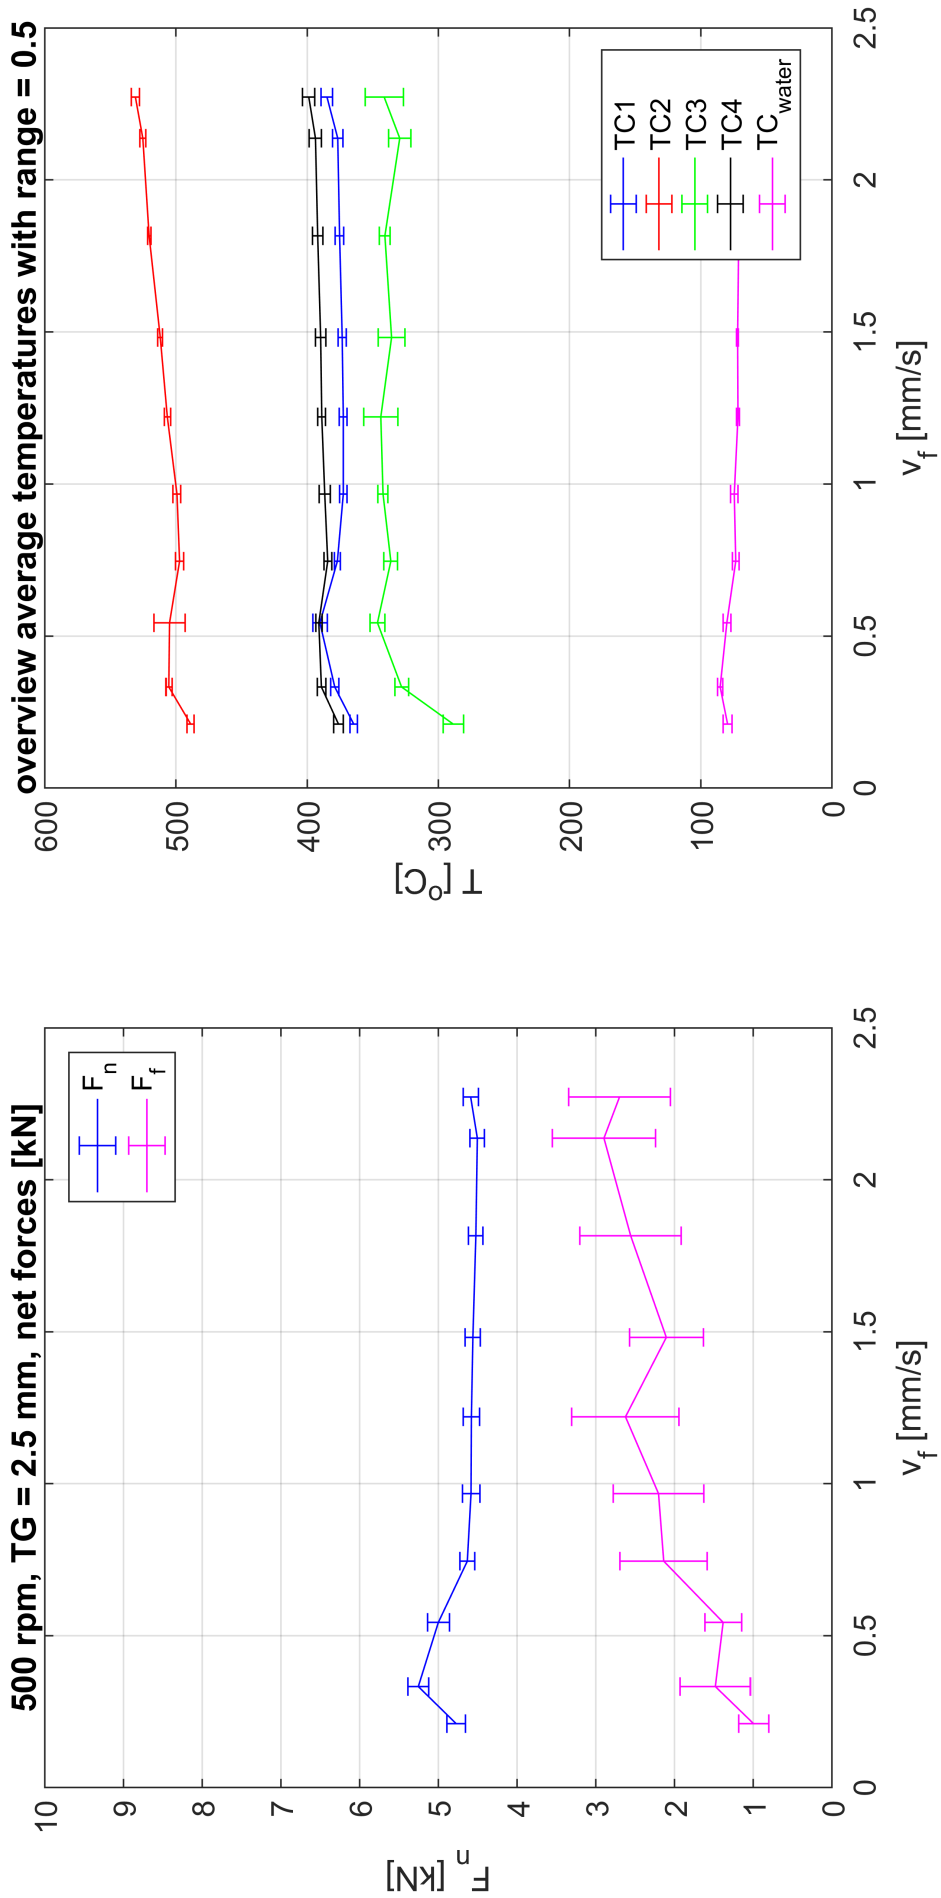 500 rpm, TG = 2.5 mm, net forces [kN]
10
9
8
7
6
5
4
3
2
1
0
F_n [kN]
0
0.5
1
1.5
2
2.5
v_f [mm/s]
F_n
F_f
overview average temperatures with range = 0.5
600
500
400
300
200
100
0
T [°C]
0
0.5
1
1.5
2
2.5
v_f [mm/s]
TC1
TC2
TC3
TC4
TC_water